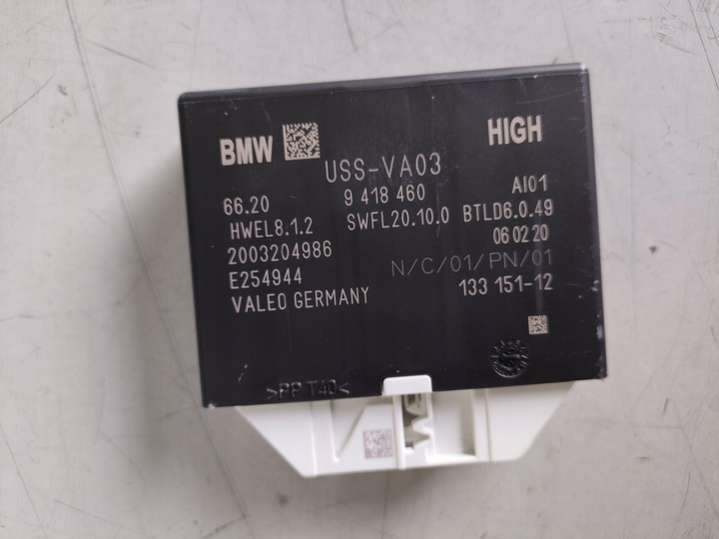 BMW HIGH
USS-VA03
66.20 9 418 460 AI01
HWEL8.1.2 SWFL20.10.0 BTLD6.0.49
2003204986 06 02 20
E254944 N/C/01/PN/01
VALEO GERMANY 133 151-12
>PP T40<